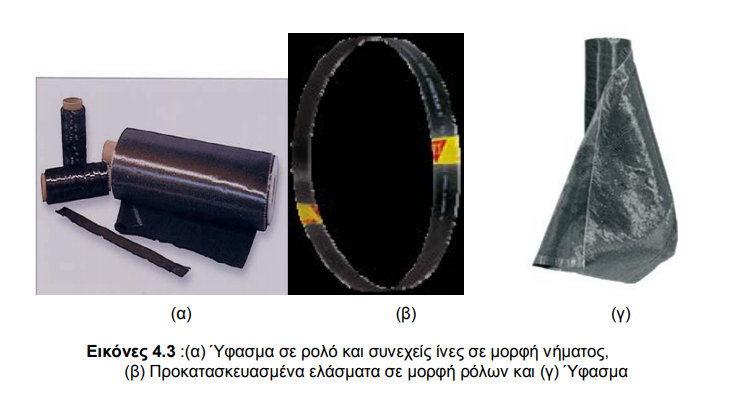 (α) (β) (γ)
Εικόνες 4.3 :(α) Ύφασμα σε ρολό και συνεχείς ίνες σε μορφή νήματος,
(β) Προκατασκευασμένα ελάσματα σε μορφή ρόλων και (γ) Ύφασμα